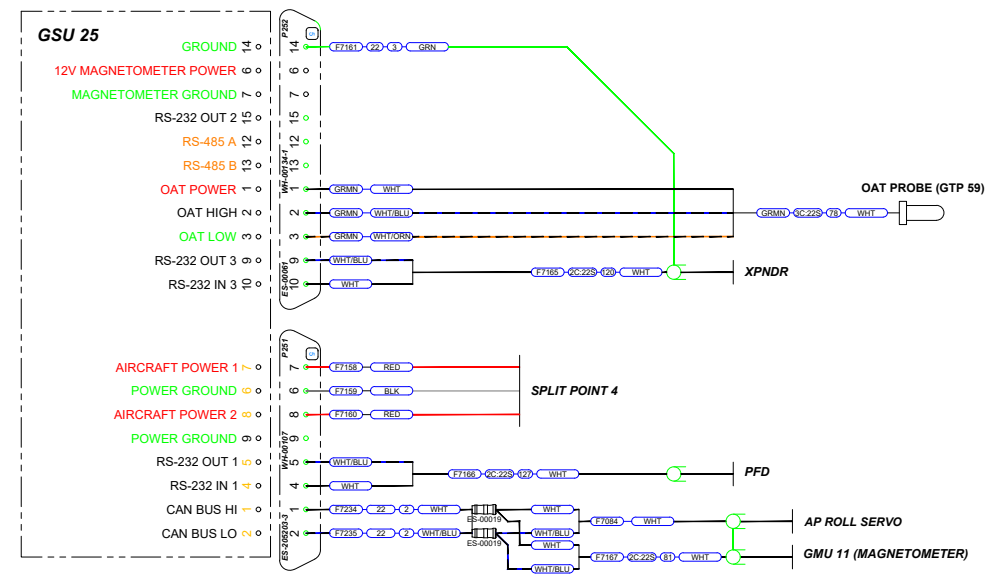 GSU 25
P252
5
GROUND 14 14 F7161 22 3 GRN
12V MAGNETOMETER POWER 6 6
MAGNETOMETER GROUND 7 7
RS-232 OUT 2 15 15
RS-485 A 12 12
RS-485 B 13 13
WH-00134-1
OAT POWER 1 1 GRMN WHT
OAT PROBE (GTP 59)
OAT HIGH 2 2 GRMN WHT/BLU GRMN 3C:22S 78 WHT
OAT LOW 3 3 GRMN WHT/ORN
RS-232 OUT 3 9 9 WHT/BLU
F7165 2C:22S 120 WHT XPNDR
RS-232 IN 3 10 10 WHT
ES-00061
P251
5
AIRCRAFT POWER 1 7 7 F7158 RED
POWER GROUND 6 6 F7159 BLK SPLIT POINT 4
AIRCRAFT POWER 2 8 8 F7160 RED
POWER GROUND 9 9
WH-00107
RS-232 OUT 1 5 5 WHT/BLU
F7166 2C:22S 127 WHT PFD
RS-232 IN 1 4 4 WHT
CAN BUS HI 1 1 F7234 22 2 WHT ES-00019 WHT
F7084 WHT AP ROLL SERVO
CAN BUS LO 2 2 F7235 22 2 WHT/BLU ES-00019 WHT/BLU
WHT
F7167 2C:22S 81 WHT GMU 11 (MAGNETOMETER)
WHT/BLU
ES-205203-3